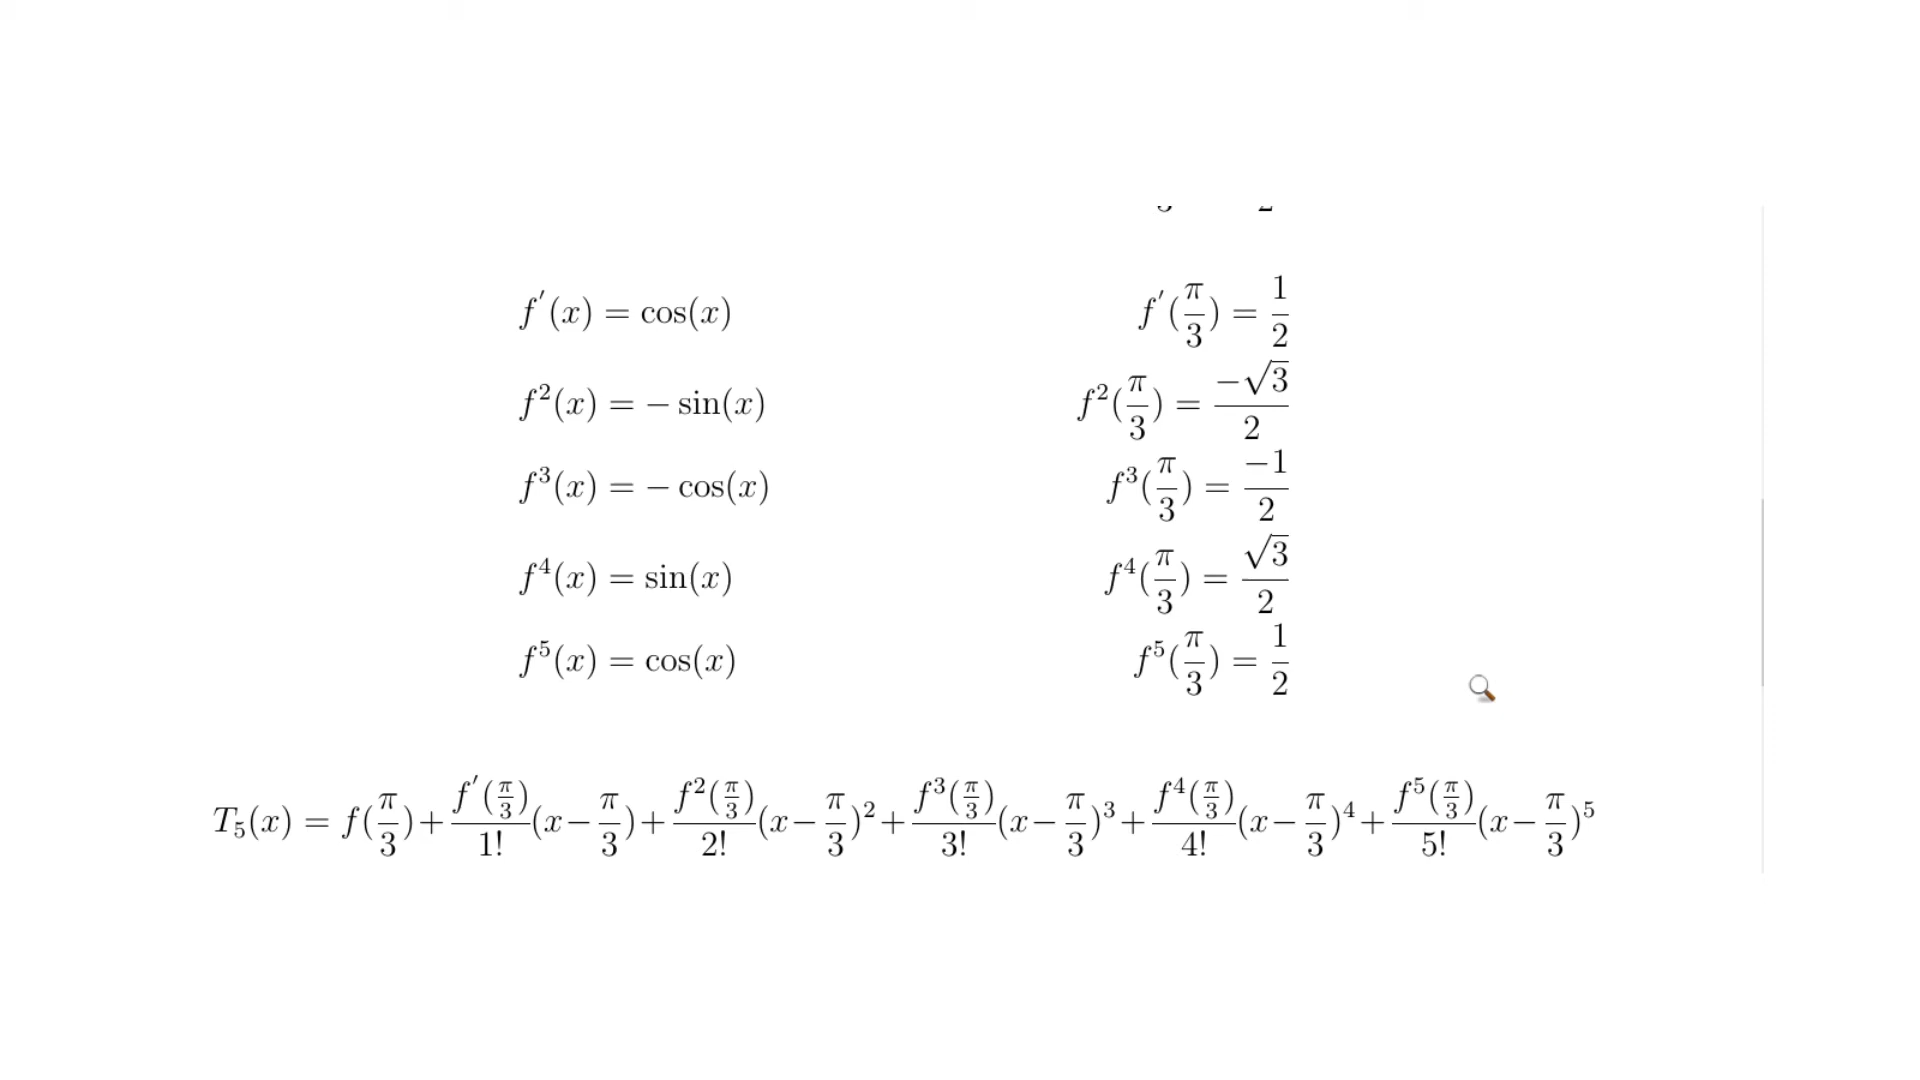 f′(x) = cos(x)    f′(π/3) = 1/2
f²(x) = − sin(x)    f²(π/3) = −√3/2
f³(x) = − cos(x)    f³(π/3) = −1/2
f⁴(x) = sin(x)    f⁴(π/3) = √3/2
f⁵(x) = cos(x)    f⁵(π/3) = 1/2
T₅(x) = f(π/3) + f′(π/3)/1! (x − π/3) + f²(π/3)/2! (x − π/3)² + f³(π/3)/3! (x − π/3)³ + f⁴(π/3)/4! (x − π/3)⁴ + f⁵(π/3)/5! (x − π/3)⁵